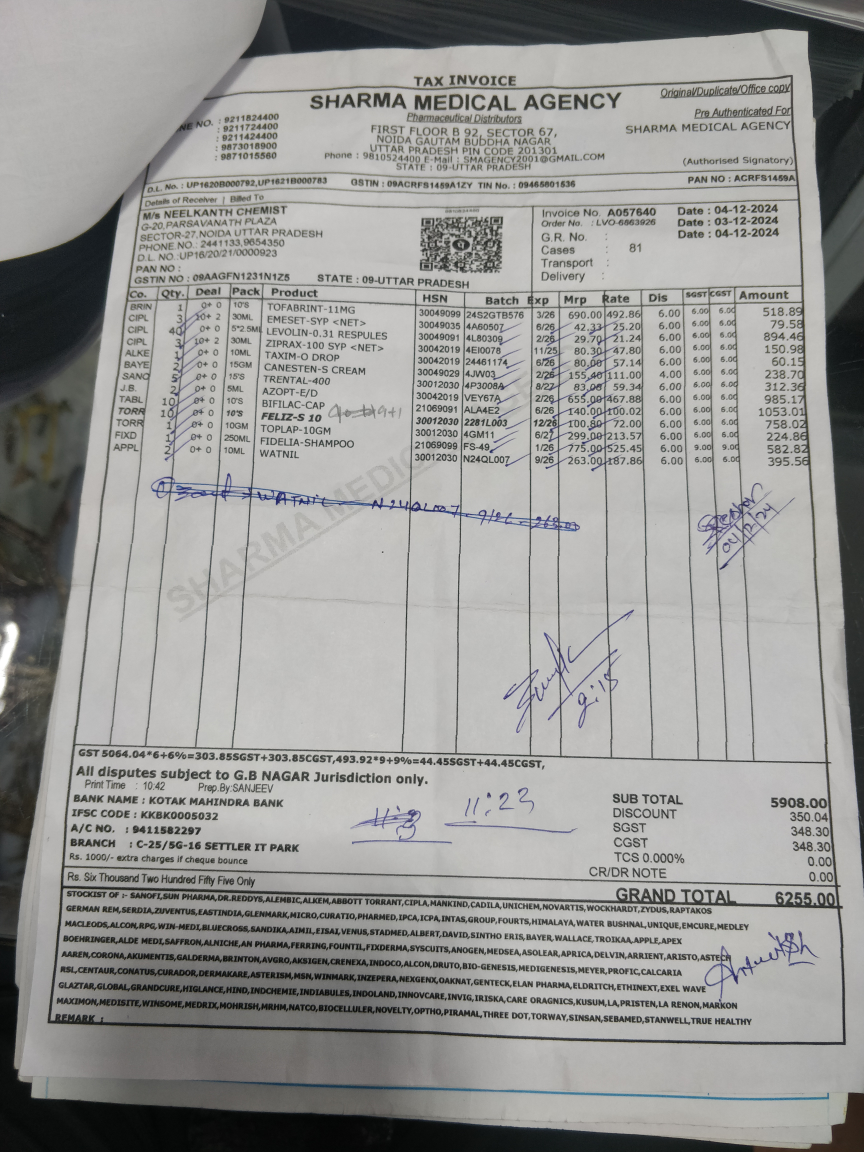 TAX INVOICE
Original/Duplicate/Office copy
SHARMA MEDICAL AGENCY
Pharmaceutical Distributors
NE NO. : 9211824400
: 9211724400
: 9211424400
: 9873018900
: 9871015560
FIRST FLOOR B 92, SECTOR 67,
NOIDA GAUTAM BUDDHA NAGAR
UTTAR PRADESH PIN CODE 201301
Phone : 9810524400 E-Mail : SMAGENCY2001@GMAIL.COM
STATE : 09-UTTAR PRADESH
Pre Authenticated For
SHARMA MEDICAL AGENCY
(Authorised Signatory)
D.L. No. : UP1620B000792,UP1621B000783 GSTIN : 09ACRFS1459A1ZY TIN No. : 09465801536 PAN NO : ACRFS1459A
Details of Receiver | Billed To
M/s NEELKANTH CHEMIST
G-20,PARSAVANATH PLAZA
SECTOR-27,NOIDA UTTAR PRADESH
PHONE.NO: 2441133,9654350
D.L. NO:UP16/20/21/0000923
PAN NO :
GSTIN NO : 09AAGFN1231N1Z5 STATE : 09-UTTAR PRADESH
Invoice No. A057640 Date : 04-12-2024
Order No. : LVO-6863926 Date : 03-12-2024
G.R. No. : Date : 04-12-2024
Cases : 81
Transport :
Delivery :
Co. Qty. Deal Pack Product HSN Batch Exp Mrp Rate Dis SGST CGST Amount
BRIN 1 0+ 0 10'S TOFABRINT-11MG 30049099 24S2GTB576 3/26 690.00 492.86 6.00 6.00 6.00 518.89
CIPL 3 10+ 2 30ML EMESET-SYP <NET> 30049035 4A60507 6/26 42.33 25.20 6.00 6.00 6.00 79.58
CIPL 40 0+ 0 5*2.5ML LEVOLIN-0.31 RESPULES 30049091 4L80309 2/26 29.70 21.24 6.00 6.00 6.00 894.46
CIPL 3 10+ 2 30ML ZIPRAX-100 SYP <NET> 30042019 4EI0078 11/25 80.30 47.80 6.00 6.00 6.00 150.98
ALKE 1 0+ 0 10ML TAXIM-O DROP 30042019 24461174 6/26 80.00 57.14 6.00 6.00 6.00 60.15
BAYE 2 0+ 0 15GM CANESTEN-S CREAM 30049029 4JW03 2/26 155.40 111.00 4.00 6.00 6.00 238.70
SANO 5 0+ 0 15'S TRENTAL-400 30012030 4P3008A 8/27 83.06 59.34 6.00 6.00 6.00 312.36
J.B. 2 0+ 0 5ML AZOPT-E/D 30012030 VEY67A 2/26 655.00 467.88 6.00 6.00 6.00 985.17
TABL 10 0+ 0 10'S BIFILAC-CAP 21069091 ALA4E2 6/26 140.00 100.02 6.00 6.00 6.00 1053.01
TORR 10 0+ 0 10'S FELIZ-S 10 30012030 2281L003 12/26 100.80 72.00 6.00 6.00 6.00 758.02
TORR 1 0+ 0 10GM TOPLAP-10GM 30012030 4GM11 6/27 299.00 213.57 6.00 6.00 6.00 224.86
FIXD 1 0+ 0 250ML FIDELIA-SHAMPOO 21069099 FS-49 1/26 775.00 525.45 6.00 9.00 9.00 582.82
APPL 2 0+ 0 10ML WATNIL 30012030 N24QL007 9/26 263.00 187.86 6.00 6.00 6.00 395.56
WATNIL - N24QL007 - 9/26 -
04/12/24
SHARMA MEDIC
9:15
GST 5064.04*6+6%=303.85SGST+303.85CGST,493.92*9+9%=44.45SGST+44.45CGST,
All disputes subject to G.B NAGAR Jurisdiction only.
Print Time : 10:42 Prep.By:SANJEEV
BANK NAME : KOTAK MAHINDRA BANK
IFSC CODE : KKBK0005032
A/C NO. : 9411582297
BRANCH : C-25/5G-16 SETTLER IT PARK
Rs. 1000/- extra charges if cheque bounce
11:23
SUB TOTAL 5908.00
DISCOUNT 350.04
SGST 348.30
CGST 348.30
TCS 0.000% 0.00
CR/DR NOTE 0.00
Rs. Six Thousand Two Hundred Fifty Five Only
GRAND TOTAL 6255.00
STOCKIST OF :- SANOFI,SUN PHARMA,DR.REDDYS,ALEMBIC,ALKEM,ABBOTT TORRANT,CIPLA,MANKIND,CADILA,UNICHEM,NOVARTIS,WOCKHARDT,ZYDUS,RAPTAKOS
GERMAN REM,SERDIA,ZUVENTUS,EASTINDIA,GLENMARK,MICRO,CURATIO,PHARMED,IPCA,ICPA,INTAS,GROUP,FOURTS,HIMALAYA,WATER BUSHNAL,UNIQUE,EMCURE,MEDLEY
MACLEODS,ALCON,RPG,WIN-MEDI,BLUECROSS,SANDIKA,AIMIL,EISAI,VENUS,STADMED,ALBERT,DAVID,SINTHO ERIS,BAYER,WALLACE,TROIKAA,APPLE,APEX
BOEHRINGER,ALDE MEDI,SAFFRON,ALNICHE,AN PHARMA,FERRING,FOUNTIL,FIXDERMA,SYSCUITS,ANOGEN,MEDSEA,ASOLEAR,APRICA,DELVIN,ARRIENT,ARISTO,ASTECH
AAREN,CORONA,AKUMENTIS,GALDERMA,BRINTON,AVGRO,AKSIGEN,CRENEXA,INDOCO,ALCON,DRUTO,BIO-GENESIS,MEDIGENESIS,MEYER,PROFIC,CALCARIA
RSL,CENTAUR,CONATUS,CURADOR,DERMAKARE,ASTERISM,MSN,WINMARK,INZEPERA,NEXGENX,OAKNAT,GENTECK,ELAN PHARMA,ELDRITCH,ETHINEXT,EXEL WAVE
GLAZTAR,GLOBAL,GRANDCURE,HIGLANCE,HIND,INDCHEMIE,INDIABULES,INDOLAND,INNOVCARE,INVIG,IRISKA,CARE ORAGNICS,KUSUM,LA,PRISTEN,LA RENON,MARKON
MAXIMON,MEDISITE,WINSOME,MEDRIX,MOHRISH,MRHM,NATCO,BIOCELLULER,NOVELTY,OPTHO,PIRAMAL,THREE DOT,TORWAY,SINSAN,SEBAMED,STANWELL,TRUE HEALTHY
REMARK :